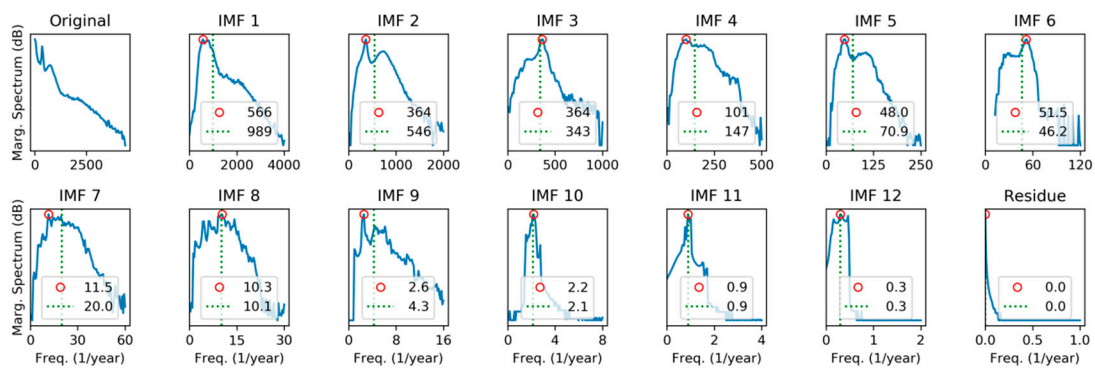 Original IMF 1 IMF 2 IMF 3 IMF 4 IMF 5 IMF 6
Marg. Spectrum (dB)
566 364 364 101 48.0 51.5
989 546 343 147 70.9 46.2
0 2500 0 2000 4000 0 1000 2000 0 500 1000 0 250 500 0 125 250 0 60 120
IMF 7 IMF 8 IMF 9 IMF 10 IMF 11 IMF 12 Residue
Marg. Spectrum (dB)
11.5 10.3 2.6 2.2 0.9 0.3 0.0
20.0 10.1 4.3 2.1 0.9 0.3 0.0
0 30 60 0 15 30 0 8 16 0 4 8 0 2 4 0 1 2 0.0 0.5 1.0
Freq. (1/year) Freq. (1/year) Freq. (1/year) Freq. (1/year) Freq. (1/year) Freq. (1/year) Freq. (1/year)